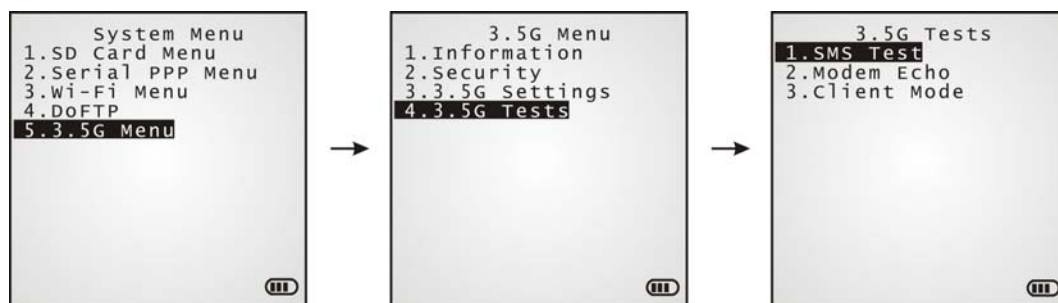 System Menu
1.SD Card Menu
2.Serial PPP Menu
3.Wi-Fi Menu
4.DoFTP
5.3.5G Menu
3.5G Menu
1.Information
2.Security
3.3.5G Settings
4.3.5G Tests
3.5G Tests
1.SMS Test
2.Modem Echo
3.Client Mode